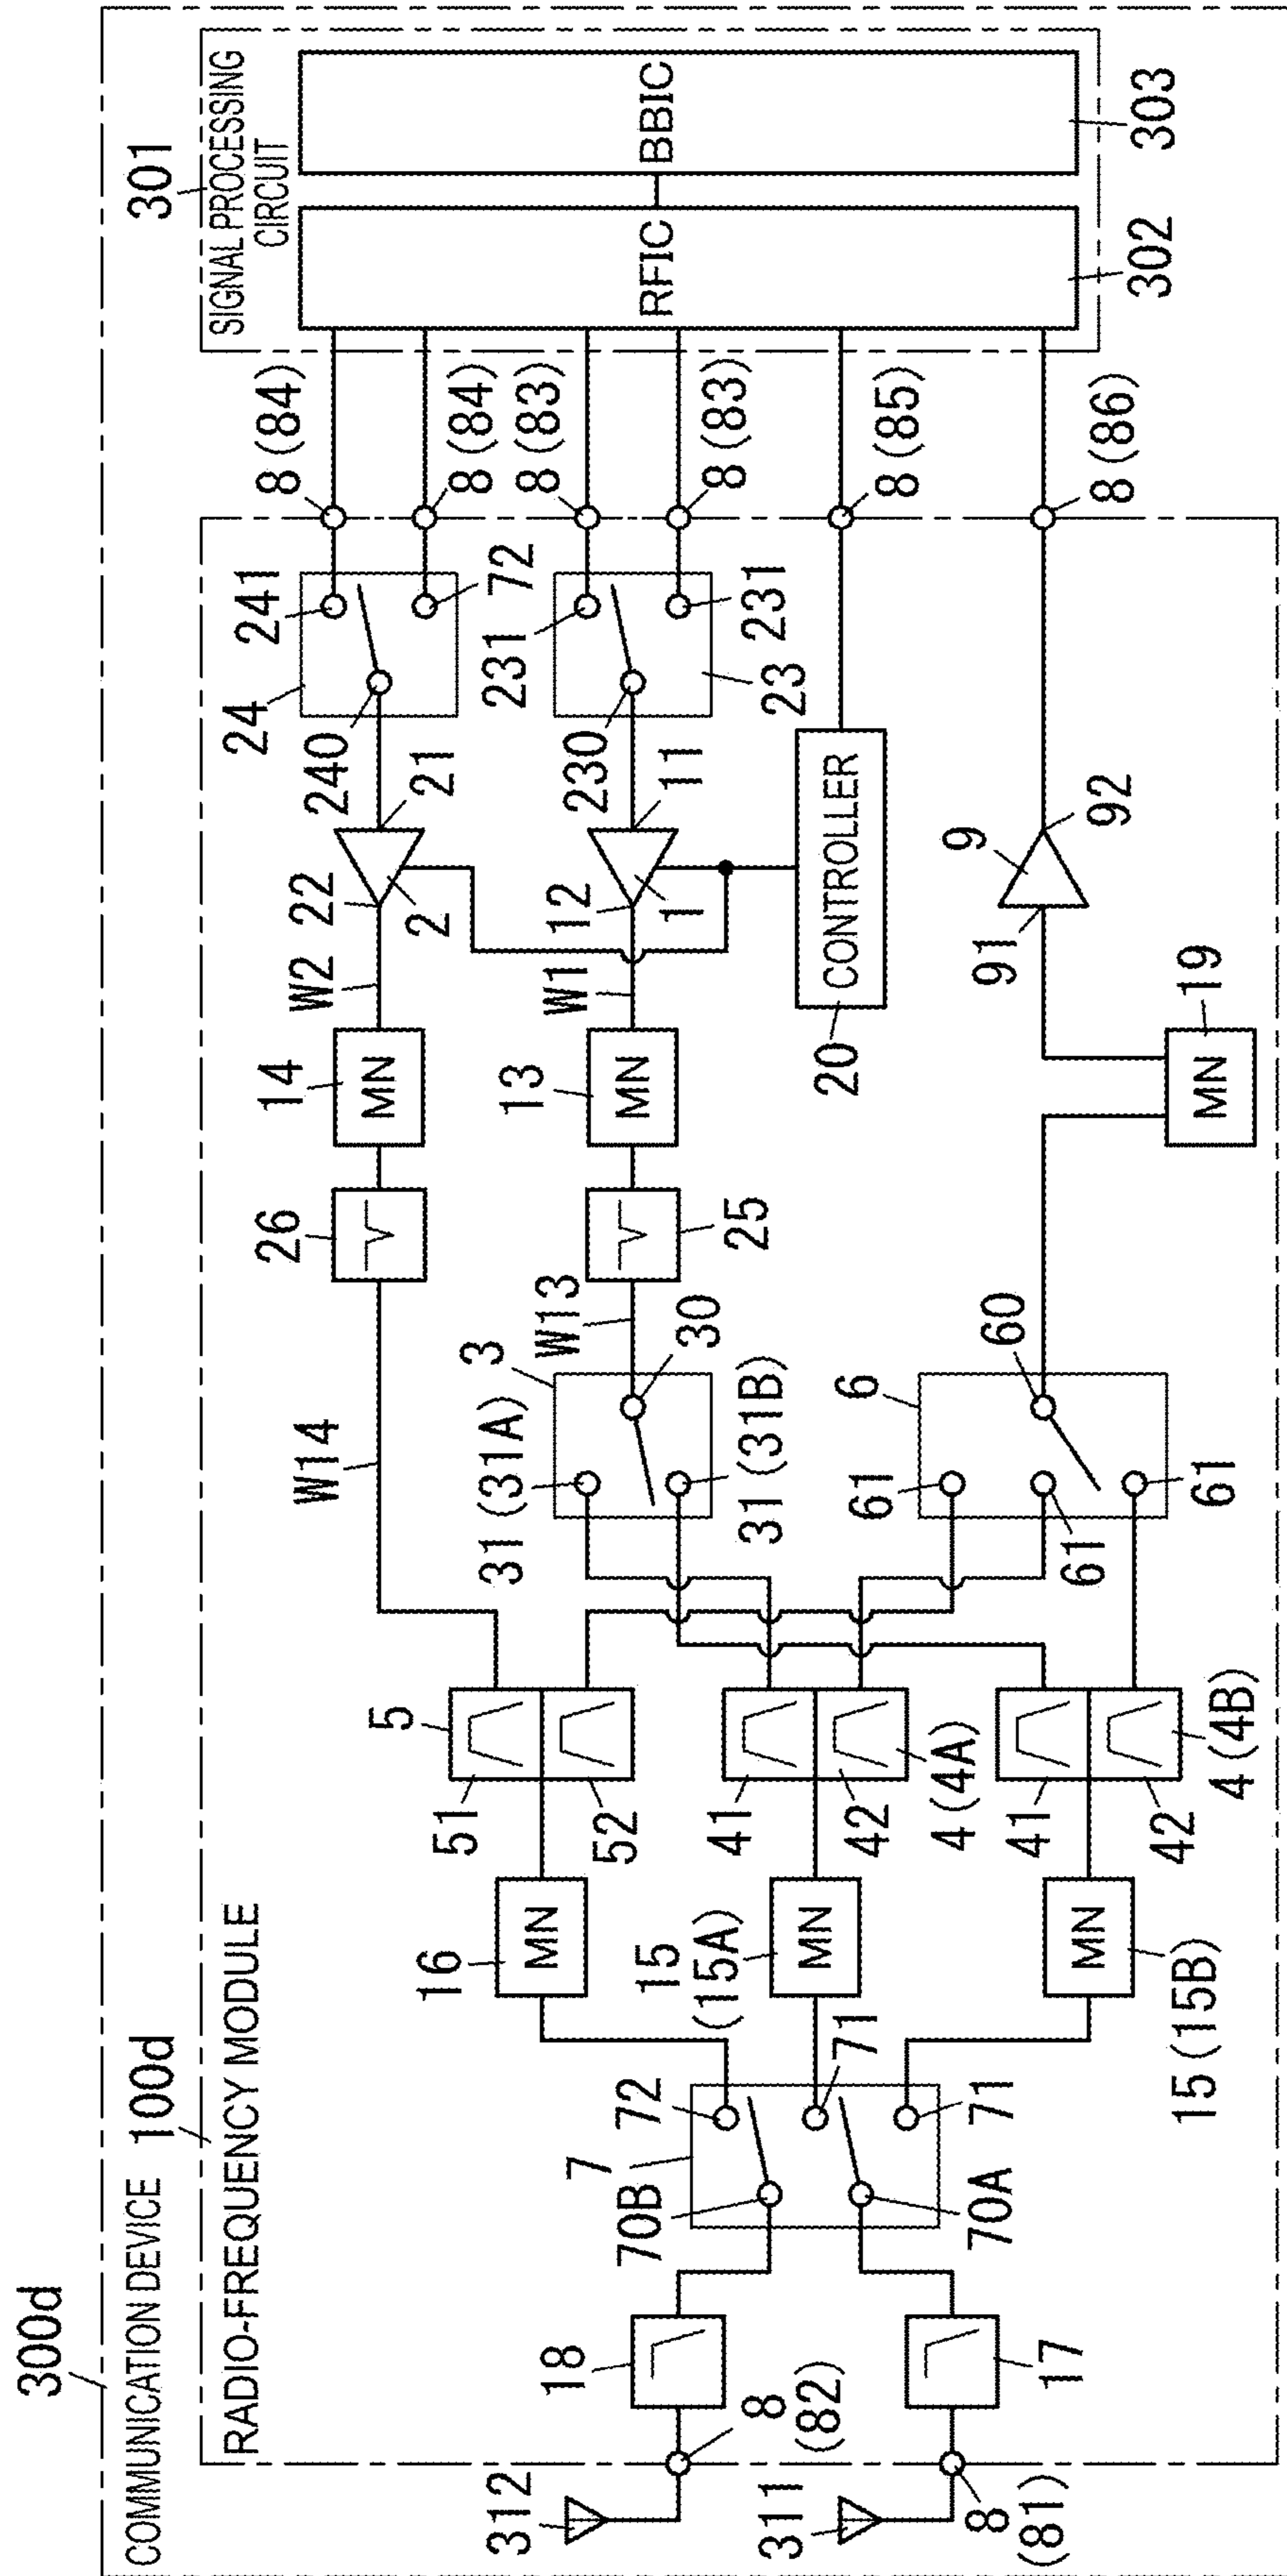 300d
COMMUNICATION DEVICE
100d
RADIO-FREQUENCY MODULE
301
SIGNAL PROCESSING
CIRCUIT
RFIC
BBIC
302
303
312
8
(82)
18
311
8
(81)
17
7
70B
70A
72
71
71
16
MN
15
(15A)
MN
MN
15 (15B)
5
51
52
41
42
4 (4A)
41
42
4 (4B)
W14
3
31 (31A)
31 (31B)
30
W13
6
61
61
61
60
26
25
14
MN
13
MN
19
MN
W2
22
2
21
W1
12
1
11
20
CONTROLLER
9
91
92
24
240
241
72
23
230
231
231
8 (84)
8 (84)
8 (83)
8 (83)
8 (85)
8 (86)